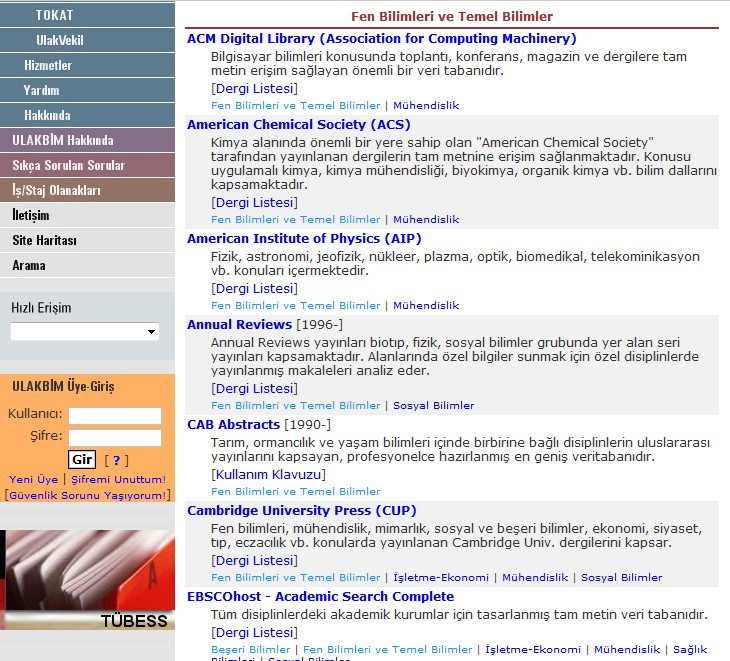 TOKAT
UlakVekil
Hizmetler
Yardım
Hakkında
ULAKBİM Hakkında
Sıkça Sorulan Sorular
İş/Staj Olanakları
İletişim
Site Haritası
Arama
Hızlı Erişim
ULAKBİM Üye-Giriş
Kullanıcı:
Şifre:
Gir [ ? ]
Yeni Üye | Şifremi Unuttum!
[Güvenlik Sorunu Yaşıyorum!]
A
TÜBESS
Fen Bilimleri ve Temel Bilimler
ACM Digital Library (Association for Computing Machinery)
Bilgisayar bilimleri konusunda toplantı, konferans, magazin ve dergilere tam
metin erişim sağlayan önemli bir veri tabanıdır.
[Dergi Listesi]
Fen Bilimleri ve Temel Bilimler | Mühendislik
American Chemical Society (ACS)
Kimya alanında önemli bir yere sahip olan "American Chemical Society"
tarafından yayınlanan dergilerin tam metnine erişim sağlanmaktadır. Konusu
uygulamalı kimya, kimya mühendisliği, biyokimya, organik kimya vb. bilim dallarını
kapsamaktadır.
[Dergi Listesi]
Fen Bilimleri ve Temel Bilimler | Mühendislik
American Institute of Physics (AIP)
Fizik, astronomi, jeofizik, nükleer, plazma, optik, biomedikal, telekominikasyon
vb. konuları içermektedir.
[Dergi Listesi]
Fen Bilimleri ve Temel Bilimler | Mühendislik
Annual Reviews [1996-]
Annual Reviews yayınları biotıp, fizik, sosyal bilimler grubunda yer alan seri
yayınları kapsamaktadır. Alanlarında özel bilgiler sunmak için özel disiplinlerde
yayınlanmış makaleleri analiz eder.
[Dergi Listesi]
Fen Bilimleri ve Temel Bilimler | Sosyal Bilimler
CAB Abstracts [1990-]
Tarım, ormancılık ve yaşam bilimleri içinde birbirine bağlı disiplinlerin uluslararası
yayınlarını kapsayan, profesyonelce hazırlanmış en geniş veritabanıdır.
[Kullanım Klavuzu]
Fen Bilimleri ve Temel Bilimler
Cambridge University Press (CUP)
Fen bilimleri, mühendislik, mimarlık, sosyal ve beşeri bilimler, ekonomi, siyaset,
tıp, eczacılık vb. konularda yayınlanan Cambridge Univ. dergilerini kapsar.
[Dergi Listesi]
Fen Bilimleri ve Temel Bilimler | İşletme-Ekonomi | Mühendislik | Sosyal Bilimler
EBSCOhost - Academic Search Complete
Tüm disiplinlerdeki akademik kurumlar için tasarlanmış tam metin veri tabanıdır.
[Dergi Listesi]
Beşeri Bilimler | Fen Bilimleri ve Temel Bilimler | İşletme-Ekonomi | Mühendislik | Sağlık
Bilimleri | Sosyal Bilimler